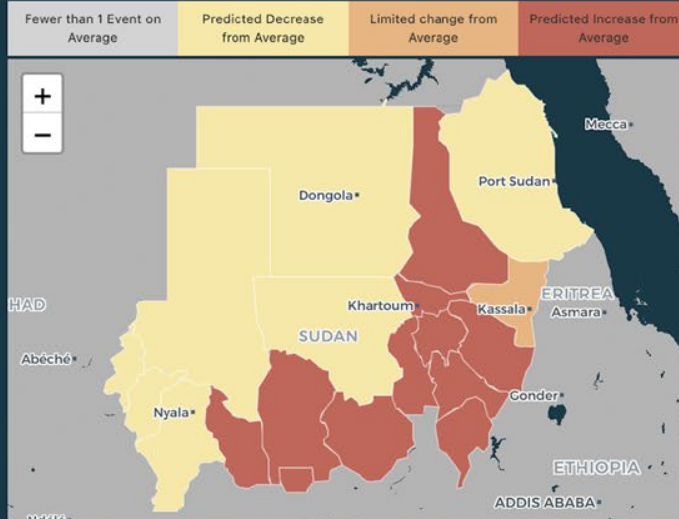 Fewer than 1 Event on
Average
Predicted Decrease
from Average
Limited change from
Average
Predicted Increase from
Average
+
−
Mecca
Port Sudan
Dongola
HAD
Khartoum
Kassala
ERITREA
Asmara
SUDAN
Abéché
Gonder
Nyala
ETHIOPIA
ADDIS ABABA